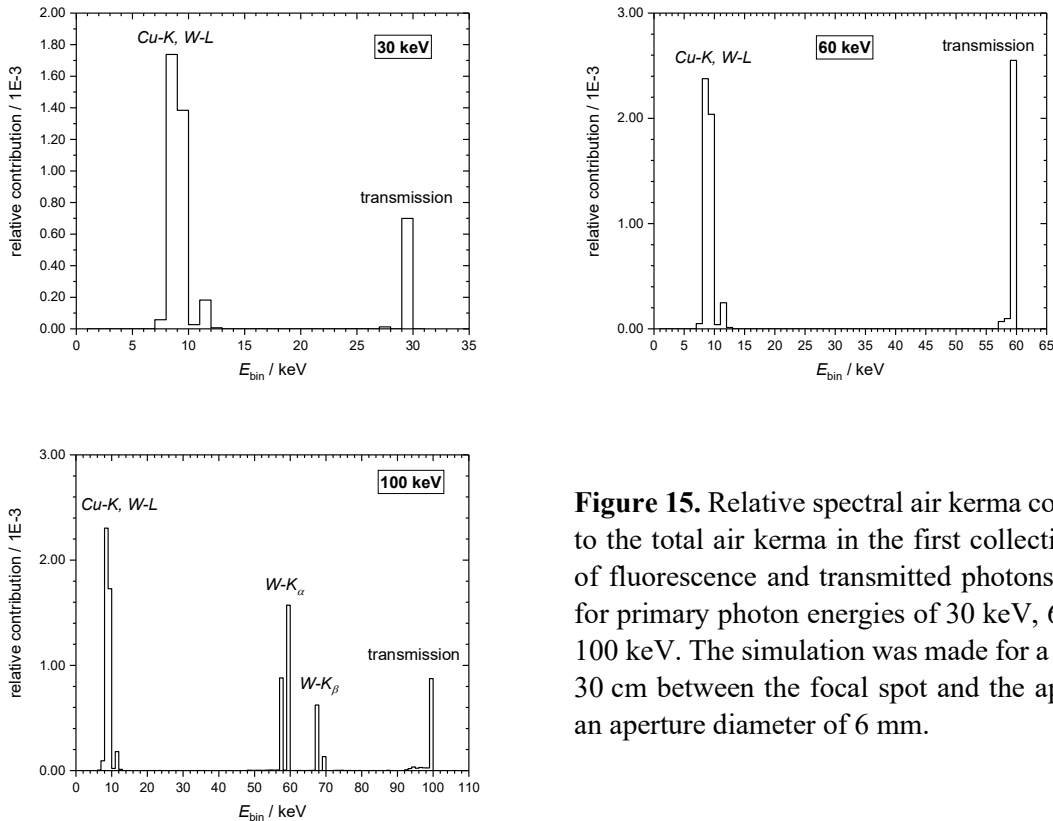 2.00
1.80
1.60
1.40
1.20
1.00
0.80
0.60
0.40
0.20
0.00
relative contribution / 1E-3
Cu-K, W-L
30 keV
transmission
0 5 10 15 20 25 30 35
E_bin / keV
3.00
2.00
1.00
0.00
relative contribution / 1E-3
Cu-K, W-L
60 keV
transmission
0 5 10 15 20 25 30 35 40 45 50 55 60 65
E_bin / keV
3.00
2.00
1.00
0.00
relative contribution / 1E-3
Cu-K, W-L
100 keV
W-K_α
W-K_β
transmission
0 10 20 30 40 50 60 70 80 90 100 110
E_bin / keV
Figure 15. Relative spectral air kerma co
to the total air kerma in the first collecti
of fluorescence and transmitted photons
for primary photon energies of 30 keV, 6
100 keV. The simulation was made for a
30 cm between the focal spot and the ap
an aperture diameter of 6 mm.